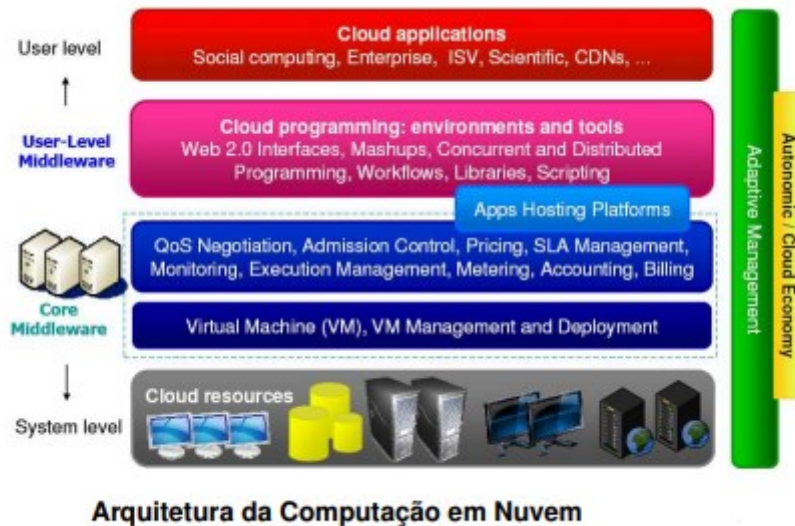 User level
Cloud applications
Social computing, Enterprise, ISV, Scientific, CDNs, ...
User-Level
Middleware
Cloud programming: environments and tools
Web 2.0 Interfaces, Mashups, Concurrent and Distributed
Programming, Workflows, Libraries, Scripting
Apps Hosting Platforms
QoS Negotiation, Admission Control, Pricing, SLA Management,
Monitoring, Execution Management, Metering, Accounting, Billing
Core
Middleware
Virtual Machine (VM), VM Management and Deployment
Cloud resources
System level
Adaptive Management
Autonomic / Cloud Economy
Arquitetura da Computação em Nuvem